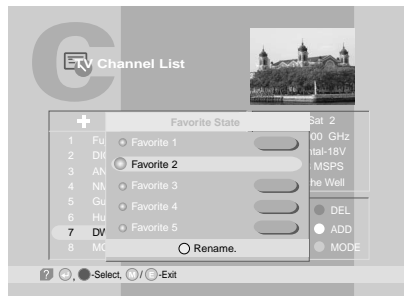 TV Channel List
Favorite State
1 Fu
2 DI
3 AN
4 NM
5 Gu
6 Hu
7 DW
8 MC
Favorite 1
Favorite 2
Favorite 3
Favorite 4
Favorite 5
Rename.
Sat 2
00 GHz
ntal-18V
MSPS
he Well
DEL
ADD
MODE
? , -Select, M / E -Exit